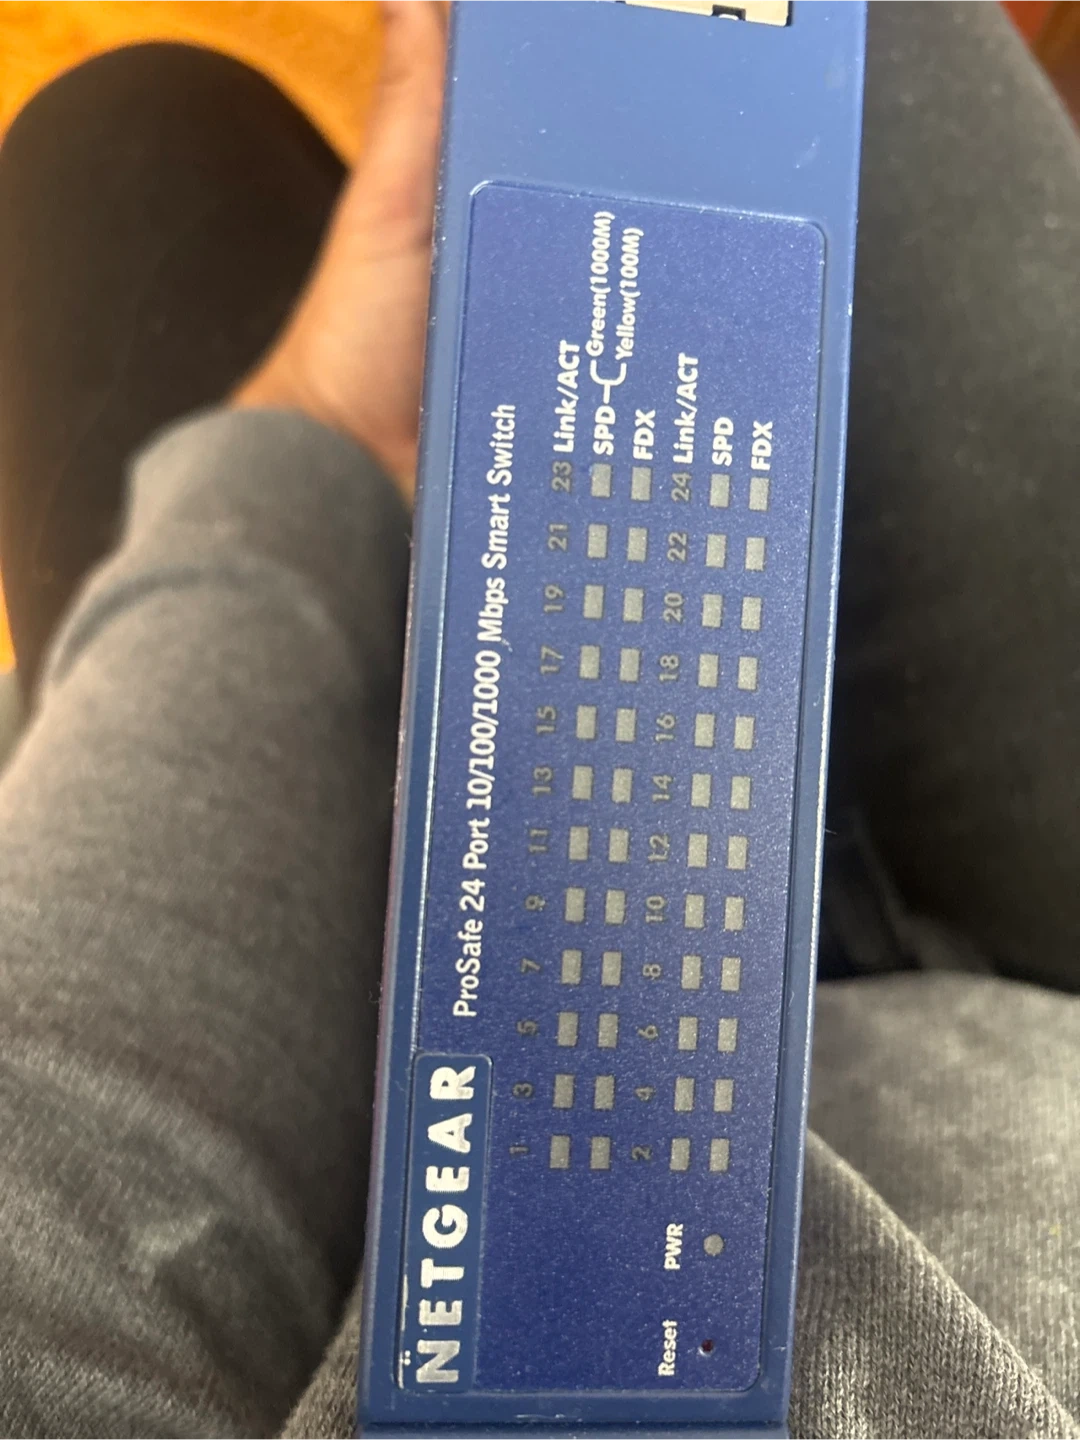 NETGEAR
ProSafe 24 Port 10/100/1000 Mbps Smart Switch
1 3 5 7 9 11 13 15 17 19 21 23 Link/ACT
SPD Green(1000M)
Yellow(100M)
FDX
2 4 6 8 10 12 14 16 18 20 22 24 Link/ACT
SPD
FDX
Reset PWR